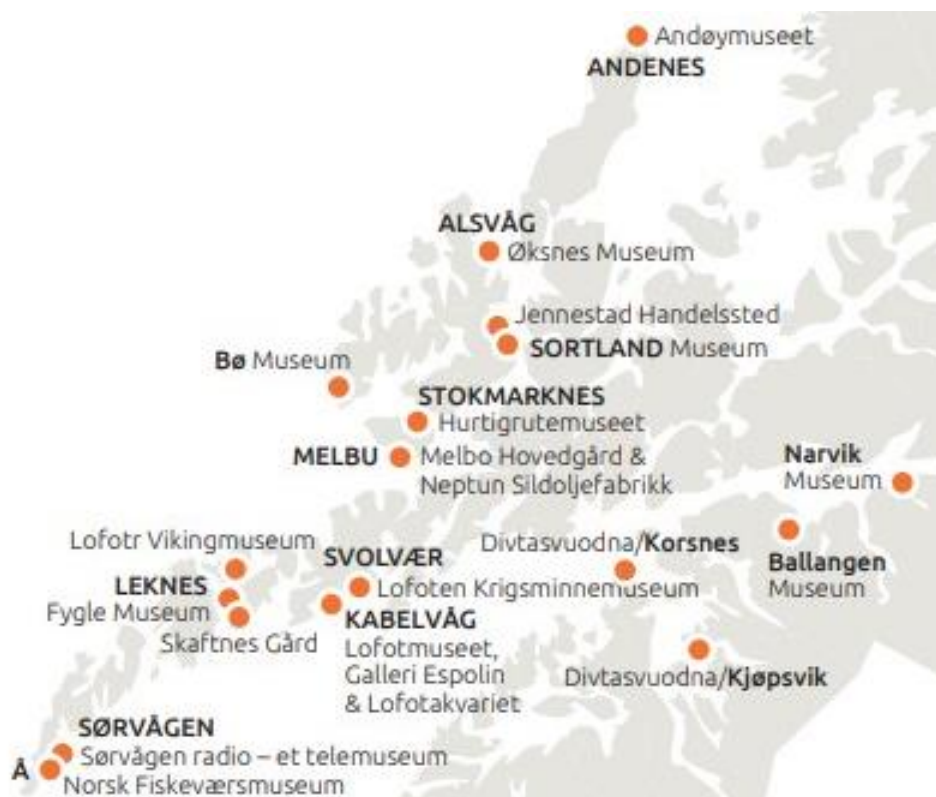 Andøymuseet
ANDENES
ALSVÅG
Øksnes Museum
Jennestad Handelssted
SORTLAND Museum
Bø Museum
STOKMARKNES
Hurtigrutemuseet
MELBU
Melbo Hovedgård &
Neptun Sildoljefabrikk
Narvik
Museum
Lofotr Vikingmuseum
LEKNES
Fygle Museum
Skaftnes Gård
SVOLVÆR
Lofoten Krigsminnemuseum
KABELVÅG
Lofotmuseet,
Galleri Espolin
& Lofotakvariet
Divtasvuodna/Korsnes
Ballangen
Museum
Divtasvuodna/Kjøpsvik
SØRVÅGEN
Sørvågen radio – et telemuseum
Å
Norsk Fiskeværsmuseum